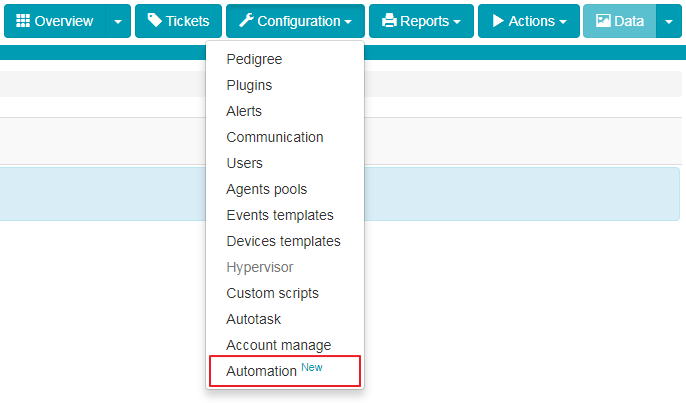 Overview Tickets Configuration Reports Actions Data
Pedigree
Plugins
Alerts
Communication
Users
Agents pools
Events templates
Devices templates
Hypervisor
Custom scripts
Autotask
Account manage
Automation New